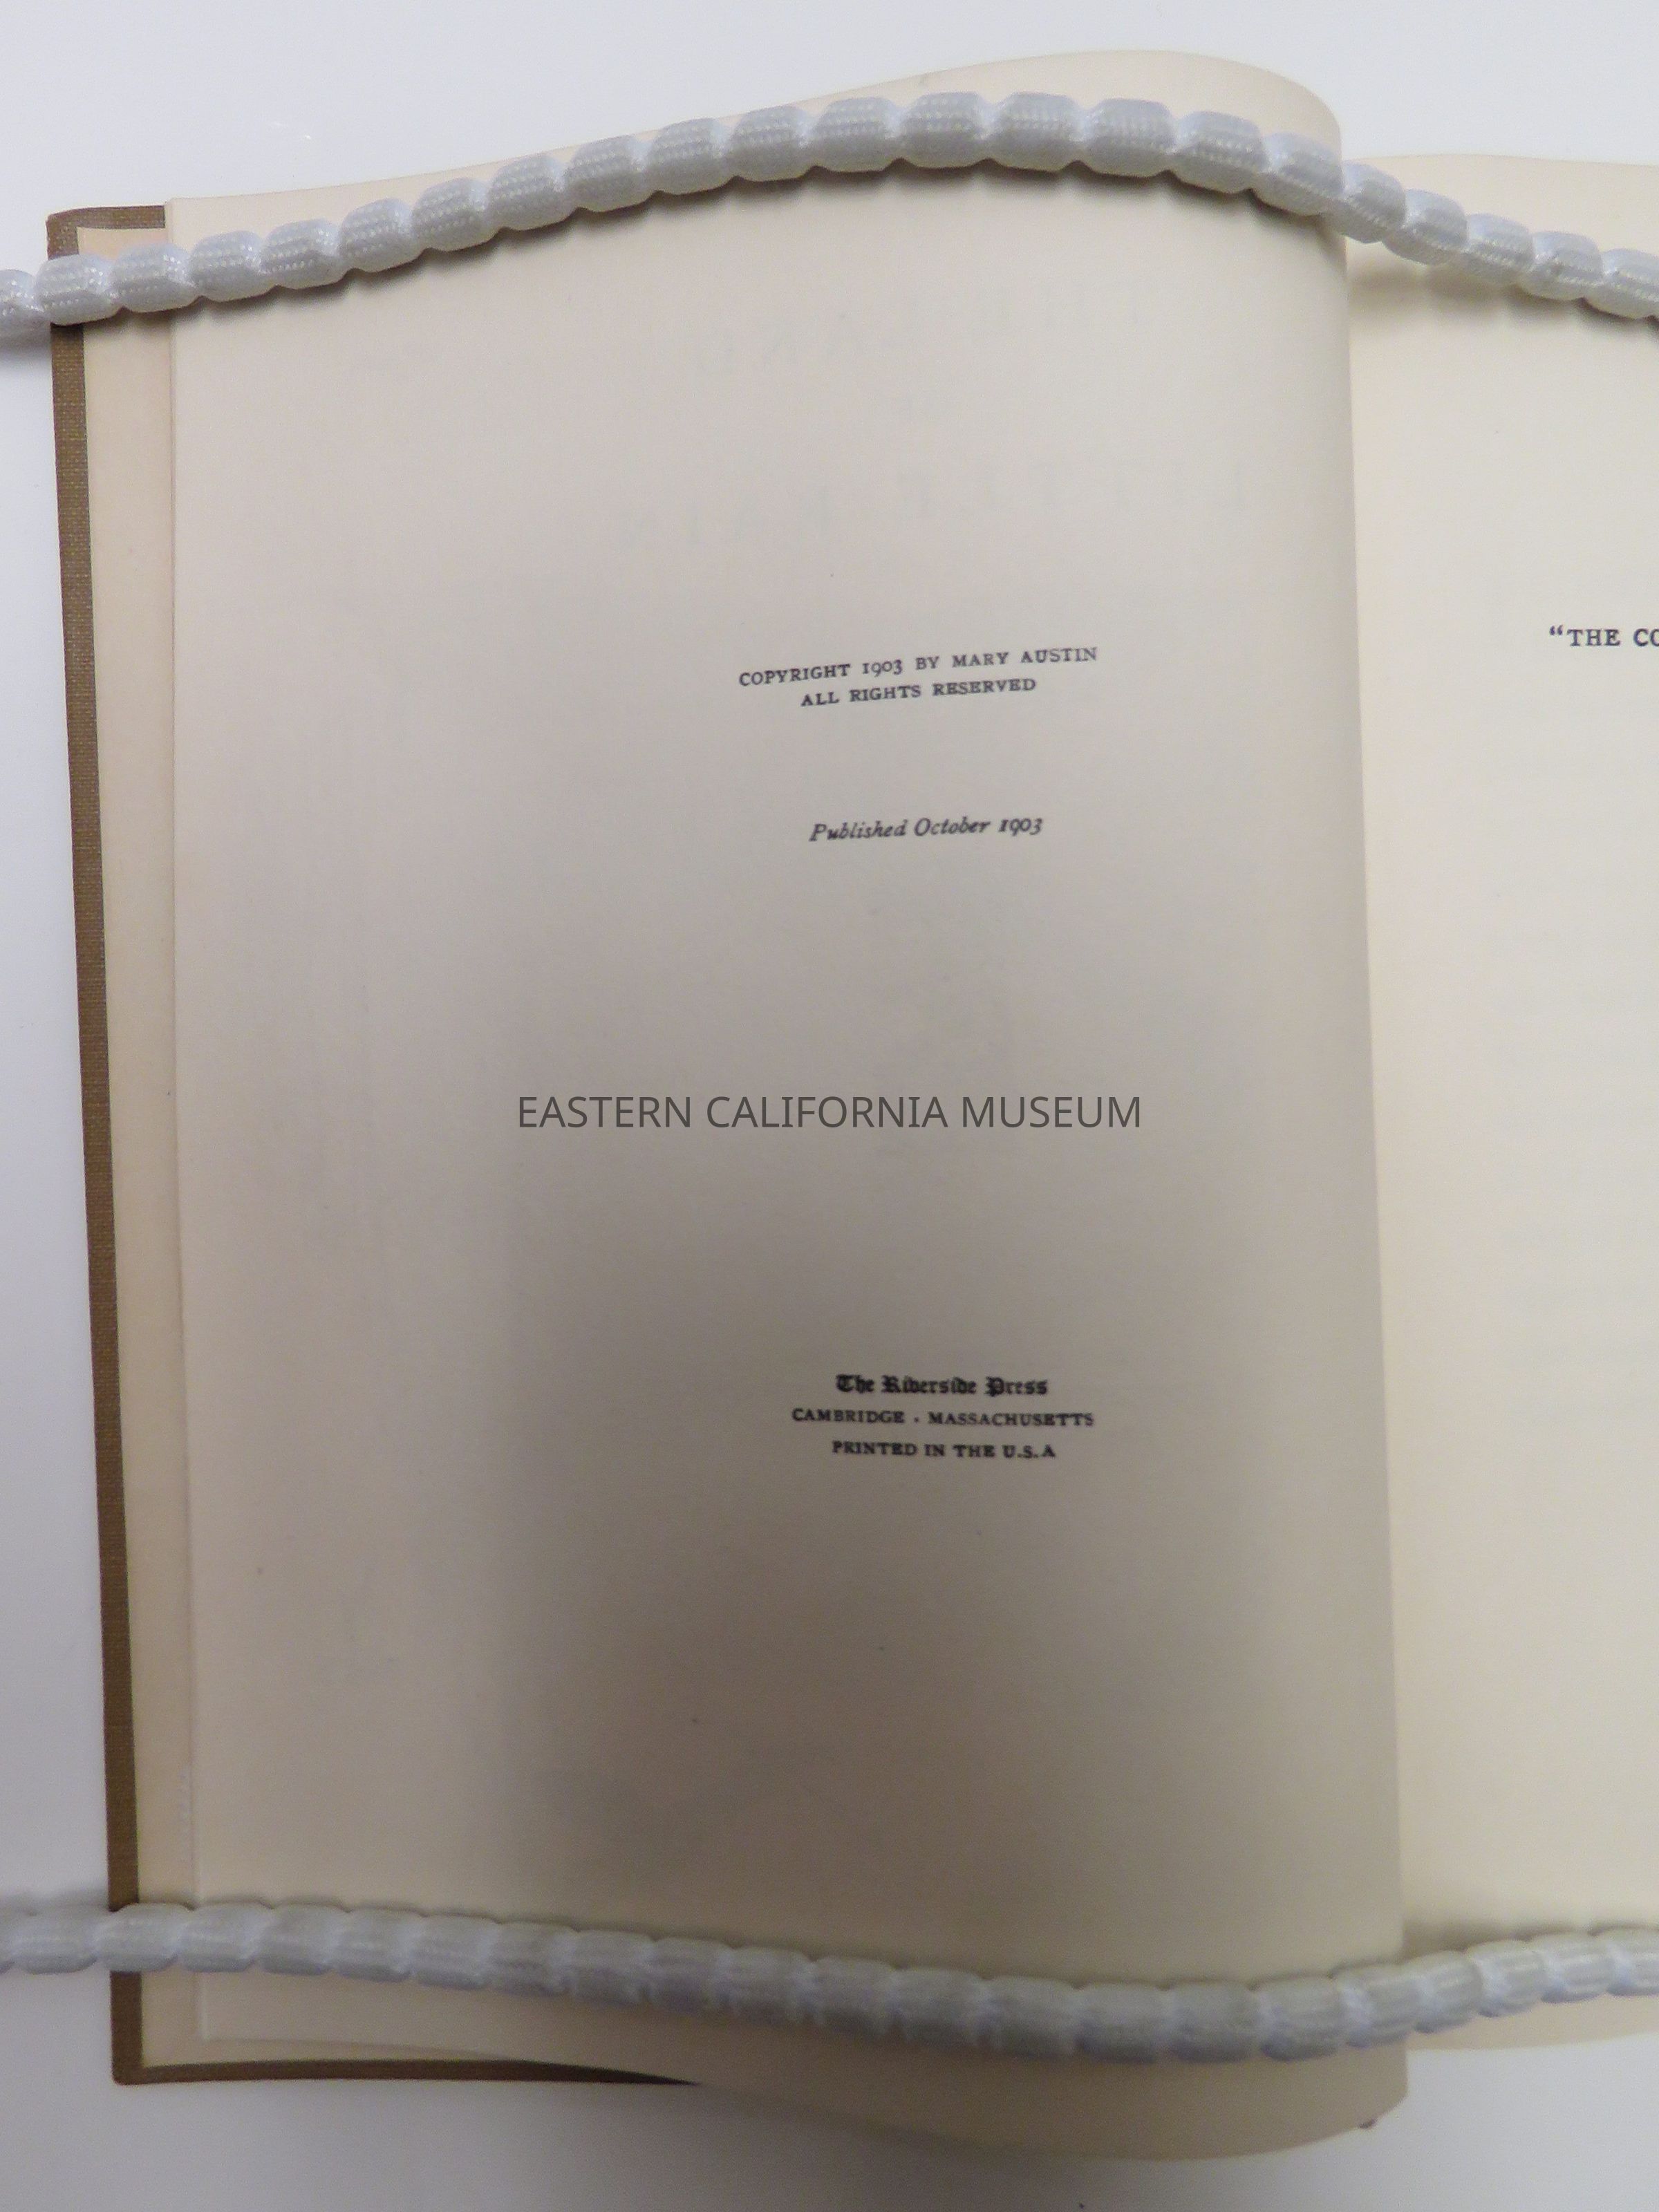 COPYRIGHT 1903 BY MARY AUSTIN
ALL RIGHTS RESERVED
Published October 1903
EASTERN CALIFORNIA MUSEUM
The Riverside Press
CAMBRIDGE . MASSACHUSETTS
PRINTED IN THE U.S.A
"THE